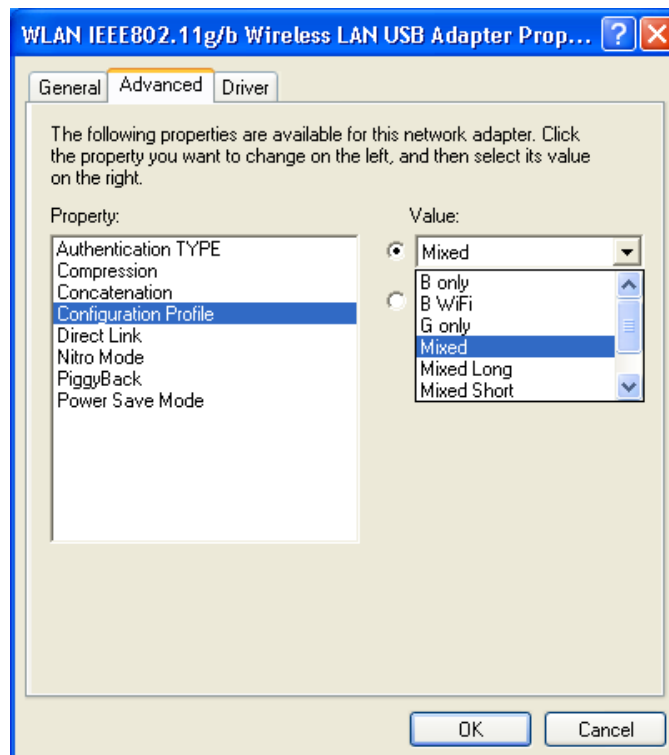 WLAN IEEE802.11g/b Wireless LAN USB Adapter Prop...
General Advanced Driver
The following properties are available for this network adapter. Click
the property you want to change on the left, and then select its value
on the right.
Property:
Value:
Authentication TYPE
Compression
Concatenation
Configuration Profile
Direct Link
Nitro Mode
PiggyBack
Power Save Mode
Mixed
B only
B WiFi
G only
Mixed
Mixed Long
Mixed Short
OK Cancel